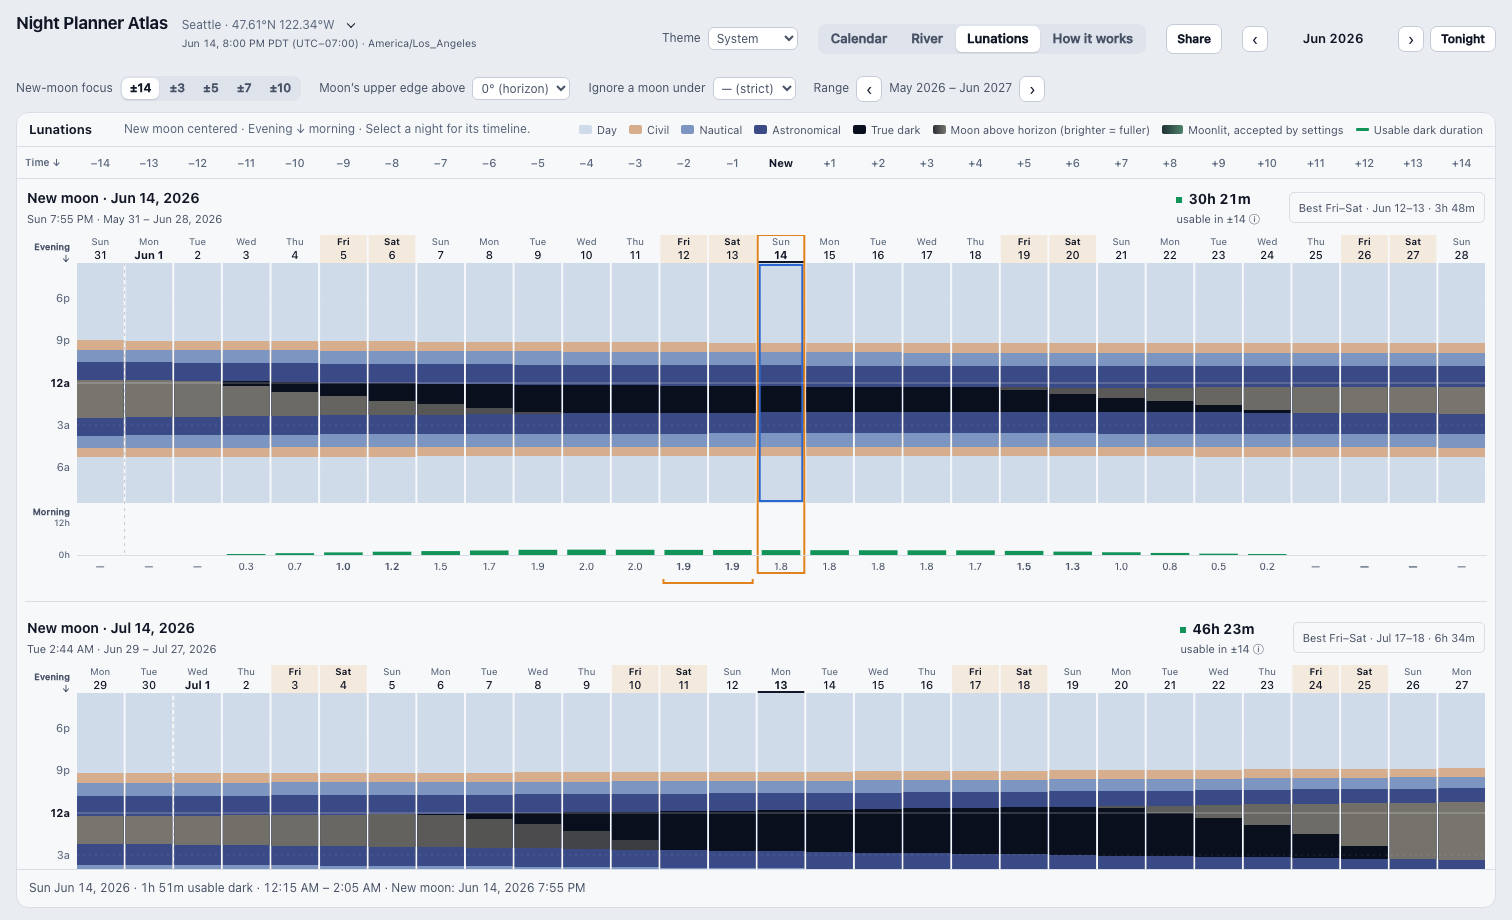 Night Planner Atlas
Seattle · 47.61°N 122.34°W
Jun 14, 8:00 PM PDT (UTC−07:00) · America/Los_Angeles
Theme System Calendar River Lunations How it works Share ‹ Jun 2026 › Tonight
New-moon focus ±14 ±3 ±5 ±7 ±10 Moon's upper edge above 0° (horizon) Ignore a moon under — (strict) Range ‹ May 2026 – Jun 2027 ›
Lunations New moon centered · Evening ↓ morning · Select a night for its timeline. Day Civil Nautical Astronomical True dark Moon above horizon (brighter = fuller) Moonlit, accepted by settings Usable dark duration
Time ↓ −14 −13 −12 −11 −10 −9 −8 −7 −6 −5 −4 −3 −2 −1 New +1 +2 +3 +4 +5 +6 +7 +8 +9 +10 +11 +12 +13 +14
New moon · Jun 14, 2026
Sun 7:55 PM · May 31 – Jun 28, 2026
30h 21m
usable in ±14 ⓘ
Best Fri–Sat · Jun 12–13 · 3h 48m
Evening ↓
Sun Mon Tue Wed Thu Fri Sat Sun Mon Tue Wed Thu Fri Sat Sun Mon Tue Wed Thu Fri Sat Sun Mon Tue Wed Thu Fri Sat Sun
31 Jun 1 2 3 4 5 6 7 8 9 10 11 12 13 14 15 16 17 18 19 20 21 22 23 24 25 26 27 28
6p
9p
12a
3a
6a
Morning
12h
0h
— — — 0.3 0.7 1.0 1.2 1.5 1.7 1.9 2.0 2.0 1.9 1.9 1.8 1.8 1.8 1.8 1.7 1.5 1.3 1.0 0.8 0.5 0.2 — — — —
New moon · Jul 14, 2026
Tue 2:44 AM · Jun 29 – Jul 27, 2026
46h 23m
usable in ±14 ⓘ
Best Fri–Sat · Jul 17–18 · 6h 34m
Evening ↓
Mon Tue Wed Thu Fri Sat Sun Mon Tue Wed Thu Fri Sat Sun Mon Tue Wed Thu Fri Sat Sun Mon Tue Wed Thu Fri Sat Sun Mon
29 30 Jul 1 2 3 4 5 6 7 8 9 10 11 12 13 14 15 16 17 18 19 20 21 22 23 24 25 26 27
6p
9p
12a
3a
Sun Jun 14, 2026 · 1h 51m usable dark · 12:15 AM – 2:05 AM · New moon: Jun 14, 2026 7:55 PM